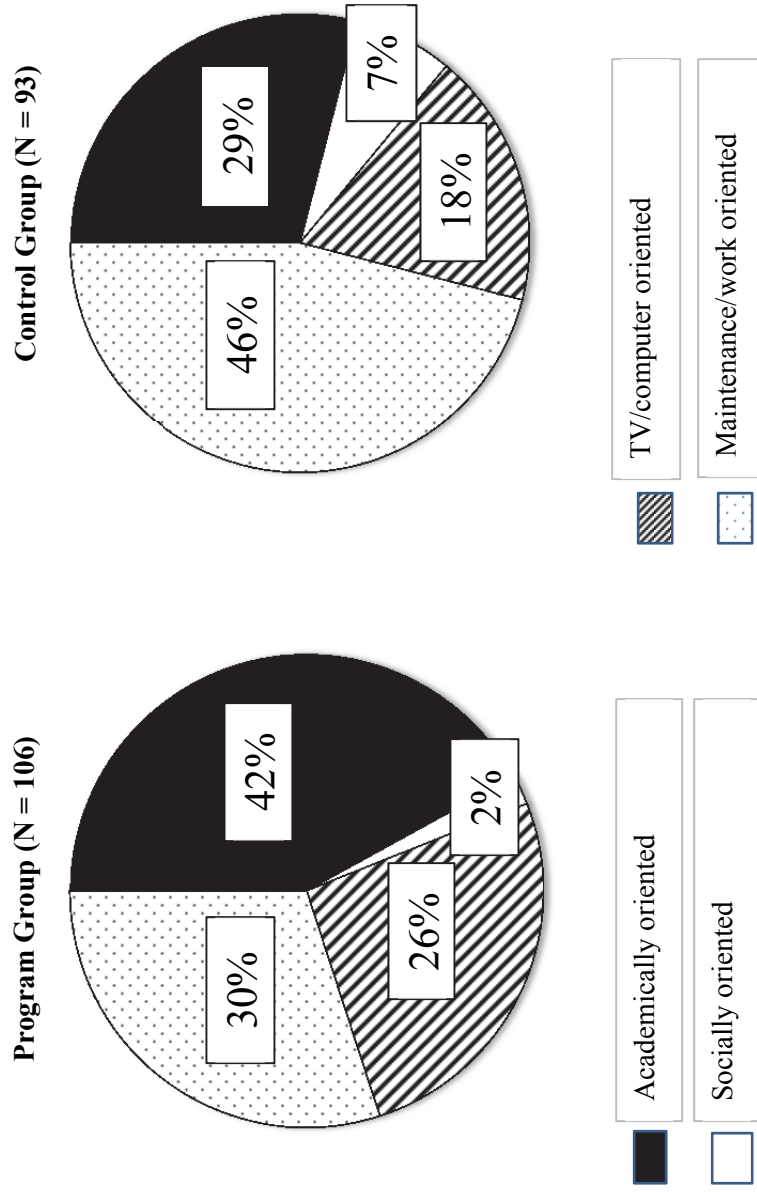 Program Group (N = 106)
42%
2%
26%
30%
Control Group (N = 93)
29%
7%
18%
46%
Academically oriented
TV/computer oriented
Socially oriented
Maintenance/work oriented